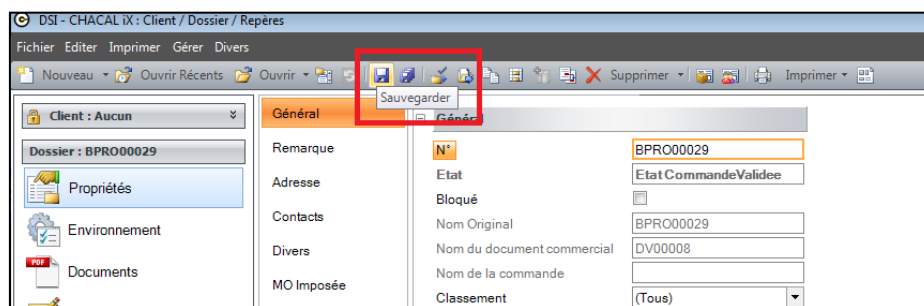 DSI - CHACAL iX : Client / Dossier / Repères
Fichier Editer Imprimer Gérer Divers
Nouveau Ouvrir Récents Ouvrir Supprimer Imprimer
Sauvegarder
Client : Aucun
Dossier : BPRO00029
Propriétés
Environnement
PDF
Documents
Général
Remarque
Adresse
Contacts
Divers
MO Imposée
Général
N° BPRO00029
Etat Etat CommandeValidee
Bloqué
Nom Original BPRO00029
Nom du document commercial DV00008
Nom de la commande
Classement (Tous)